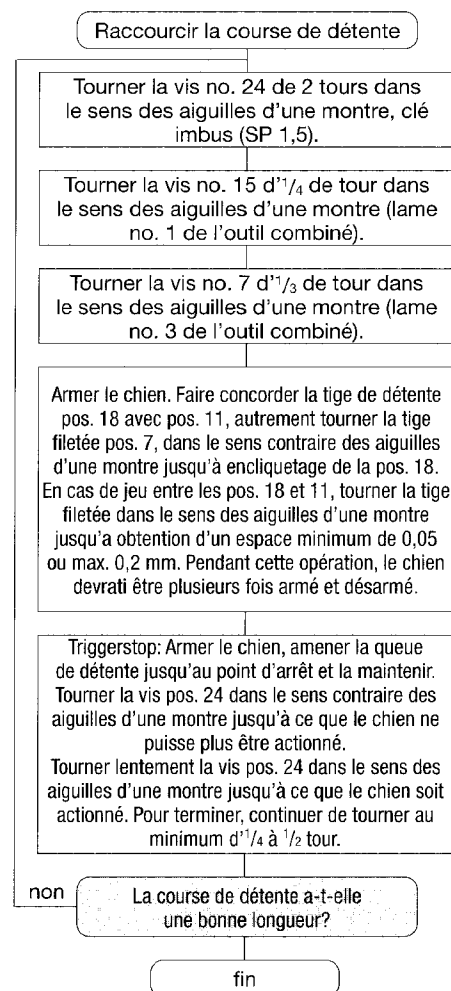 Raccourcir la course de détente
Tourner la vis no. 24 de 2 tours dans
le sens des aiguilles d'une montre, clé
imbus (SP 1,5).
Tourner la vis no. 15 d'1/4 de tour dans
le sens des aiguilles d'une montre (lame
no. 1 de l'outil combiné).
Tourner la vis no. 7 d'1/3 de tour dans
le sens des aiguilles d'une montre (lame
no. 3 de l'outil combiné).
Armer le chien. Faire concorder la tige de détente
pos. 18 avec pos. 11, autrement tourner la tige
filetée pos. 7, dans le sens contraire des aiguilles
d'une montre jusqu'à encliquetage de la pos. 18.
En cas de jeu entre les pos. 18 et 11, tourner la tige
filetée dans le sens des aiguilles d'une montre
jusqu'a obtention d'un espace minimum de 0,05
ou max. 0,2 mm. Pendant cette opération, le chien
devrati être plusieurs fois armé et désarmé.
Triggerstop: Armer le chien, amener la queue
de détente jusqu'au point d'arrêt et la maintenir.
Tourner la vis pos. 24 dans le sens contraire des
aiguilles d'une montre jusqu'à ce que le chien ne
puisse plus être actionné.
Tourner lentement la vis pos. 24 dans le sens des
aiguilles d'une montre jusqu'à ce que le chien soit
actionné. Pour terminer, continuer de tourner au
minimum d'1/4 à 1/2 tour.
non
La course de détente a-t-elle
une bonne longueur?
fin